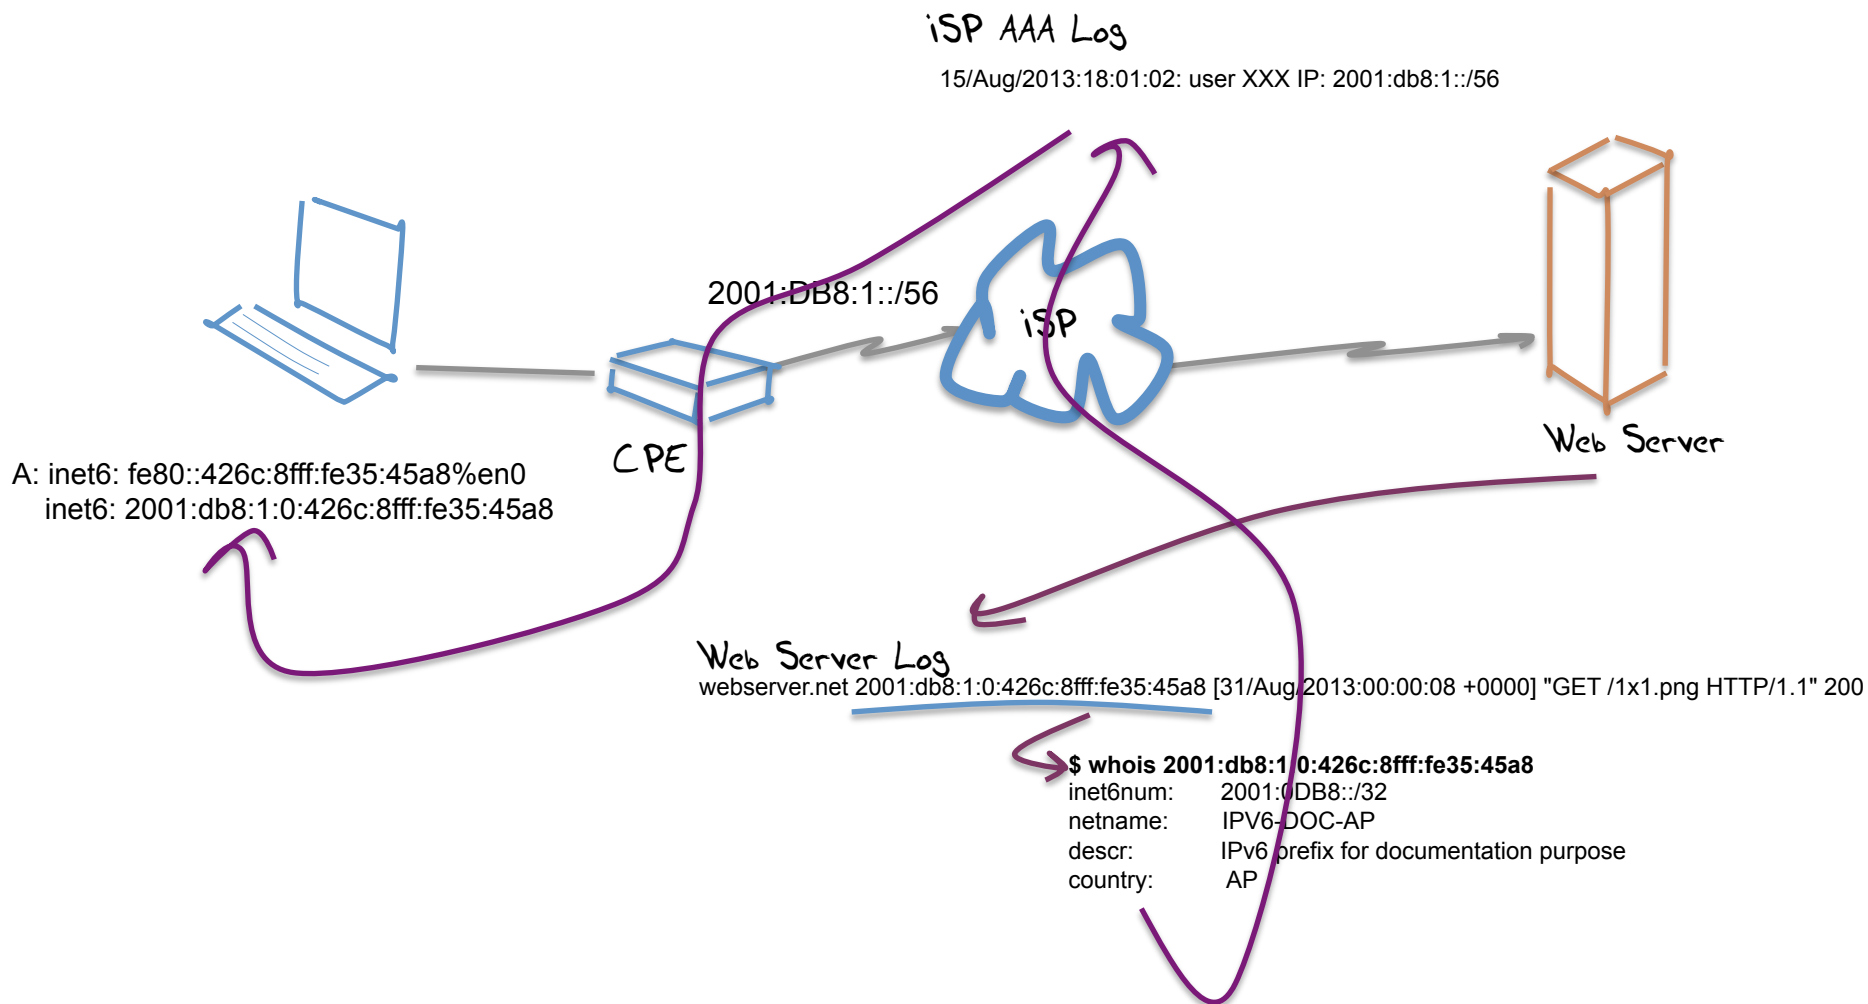 iSP AAA Log
15/Aug/2013:18:01:02: user XXX IP: 2001:db8:1::/56
2001:DB8:1::/56
iSP
CPE
Web Server
A: inet6: fe80::426c:8fff:fe35:45a8%en0
inet6: 2001:db8:1:0:426c:8fff:fe35:45a8
Web Server Log
webserver.net 2001:db8:1:0:426c:8fff:fe35:45a8 [31/Aug/2013:00:00:08 +0000] "GET /1x1.png HTTP/1.1" 200
$ whois 2001:db8:1:0:426c:8fff:fe35:45a8
inet6num: 2001:0DB8::/32
netname: IPV6-DOC-AP
descr: IPv6 prefix for documentation purpose
country: AP